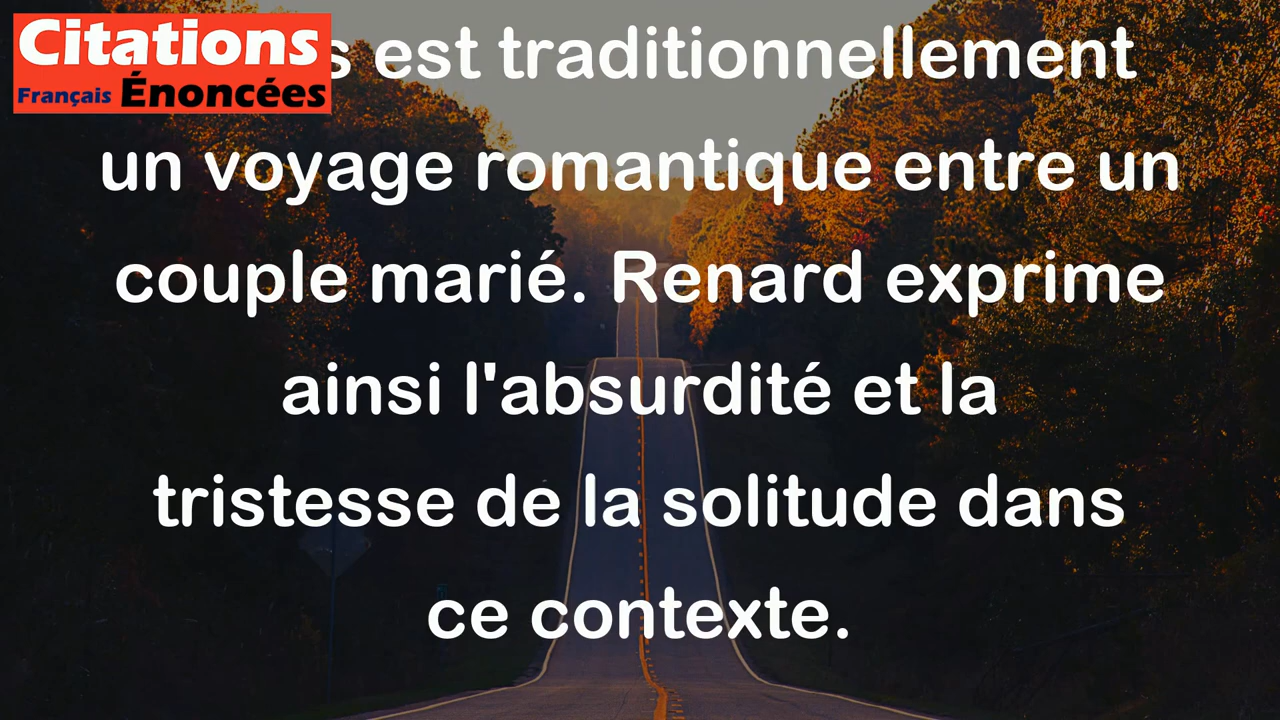 Citations
Français Énoncées
s est traditionnellement
un voyage romantique entre un
couple marié. Renard exprime
ainsi l'absurdité et la
tristesse de la solitude dans
ce contexte.